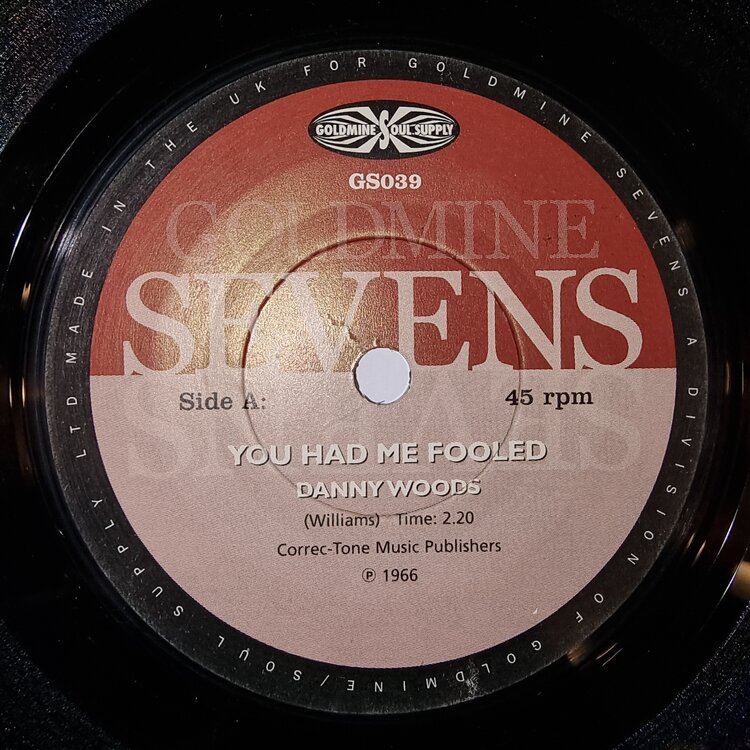 GOLDMINE SOUL SUPPLY
GS039
GOLDMINE
SEVENS
Side A:
45 rpm
YOU HAD ME FOOLED
DANNY WOODS
(Williams) Time: 2.20
Correc-Tone Music Publishers
℗ 1966
MADE IN THE UK FOR GOLDMINE SEVENS A DIVISION OF GOLDMINE/SOUL SUPPLY LTD